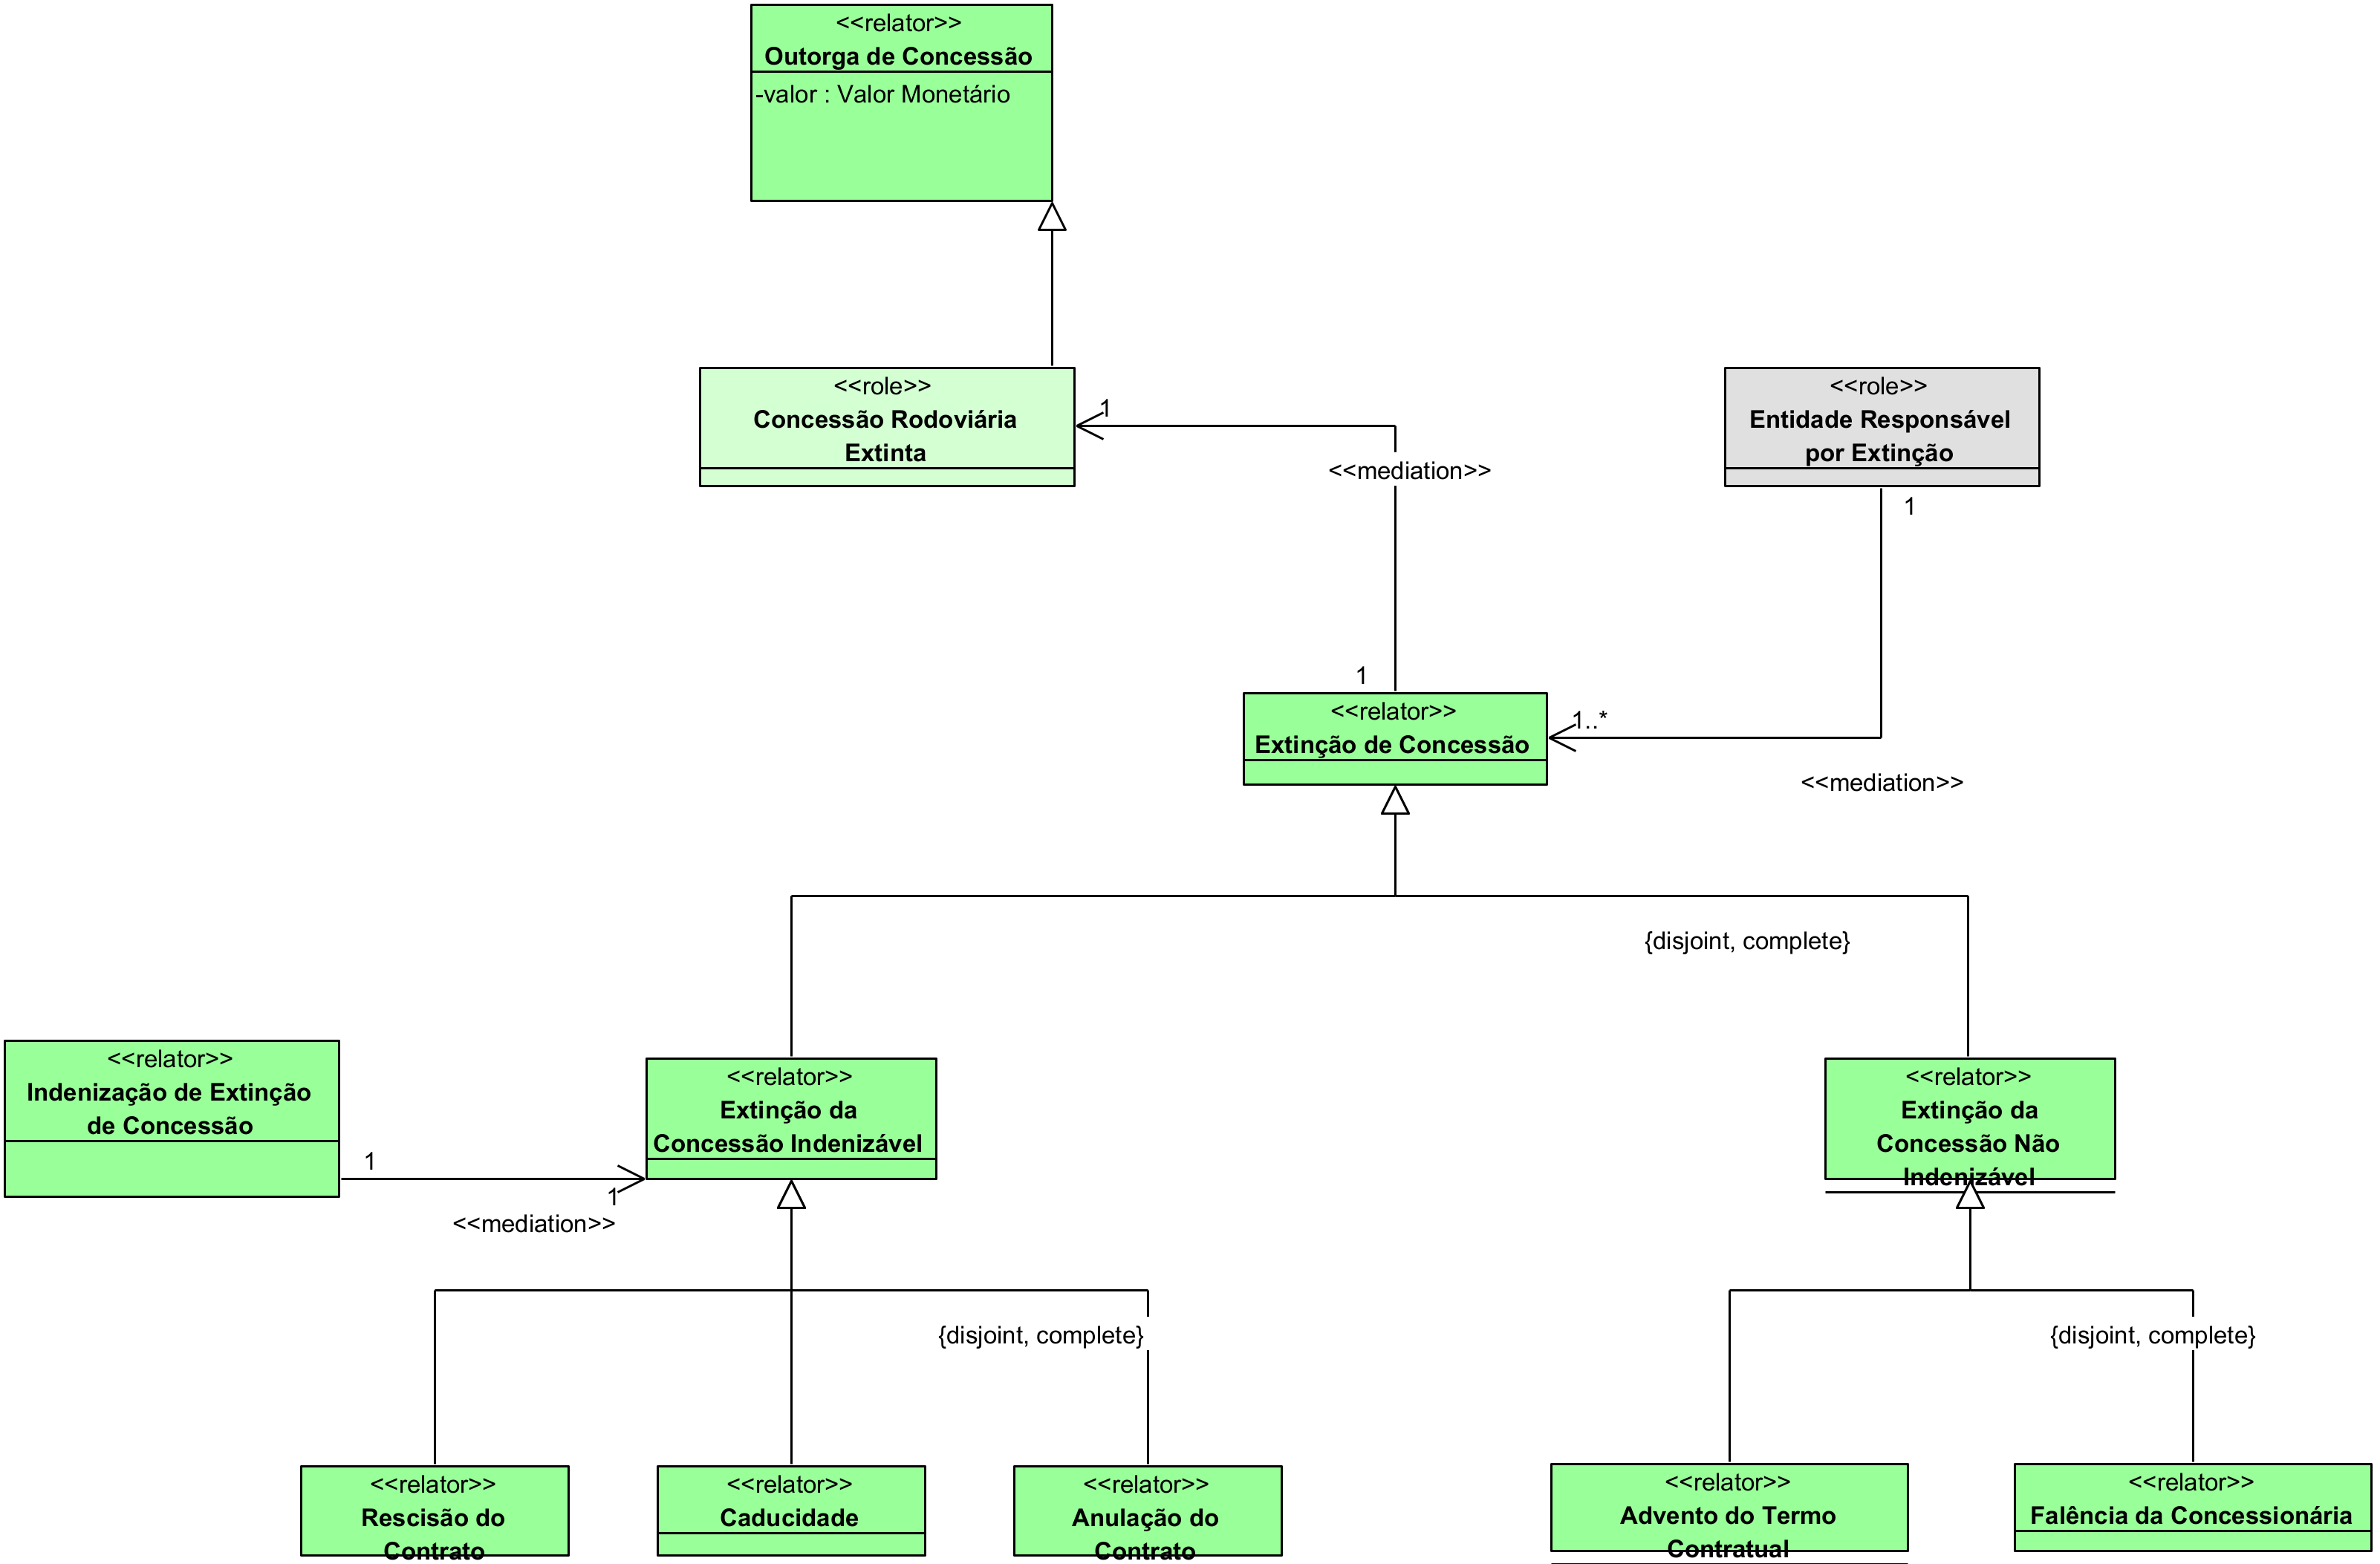 <<relator>>
Outorga de Concessão
-valor : Valor Monetário
<<role>>
Concessão Rodoviária
Extinta
1
<<mediation>>
1
<<role>>
Entidade Responsável
por Extinção
1
1..*
<<mediation>>
<<relator>>
Extinção de Concessão
{disjoint, complete}
<<relator>>
Indenização de Extinção
de Concessão
1
1
<<mediation>>
<<relator>>
Extinção da
Concessão Indenizável
<<relator>>
Extinção da
Concessão Não
Indenizável
{disjoint, complete}
{disjoint, complete}
<<relator>>
Rescisão do
Contrato
<<relator>>
Caducidade
<<relator>>
Anulação do
Contrato
<<relator>>
Advento do Termo
Contratual
<<relator>>
Falência da Concessionária